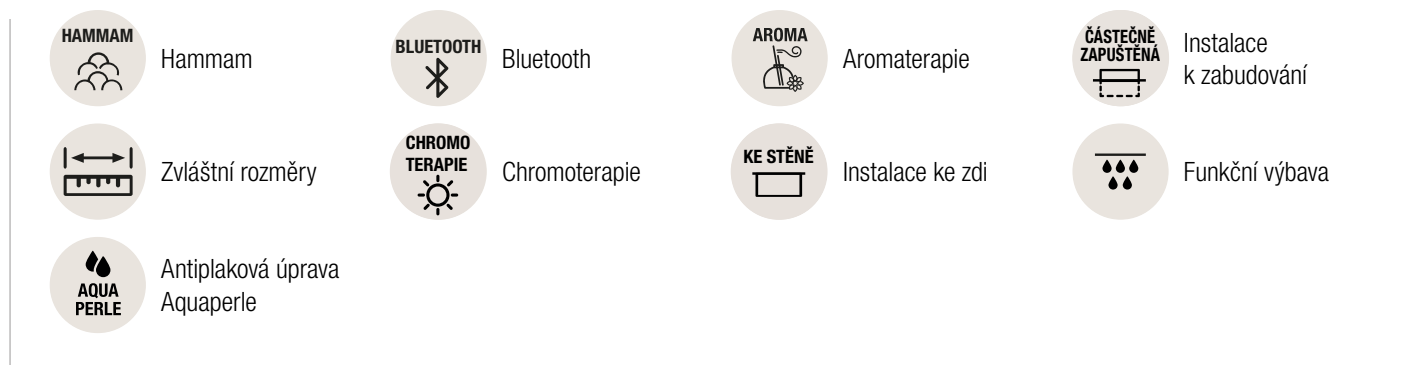 HAMMAM
Hammam
BLUETOOTH
Bluetooth
AROMA
Aromaterapie
ČÁSTEČNĚ
ZAPUŠTĚNÁ
Instalace
k zabudování
Zvláštní rozměry
CHROMO
TERAPIE
Chromoterapie
KE STĚNĚ
Instalace ke zdi
Funkční výbava
AQUA
PERLE
Antiplaková úprava
Aquaperle